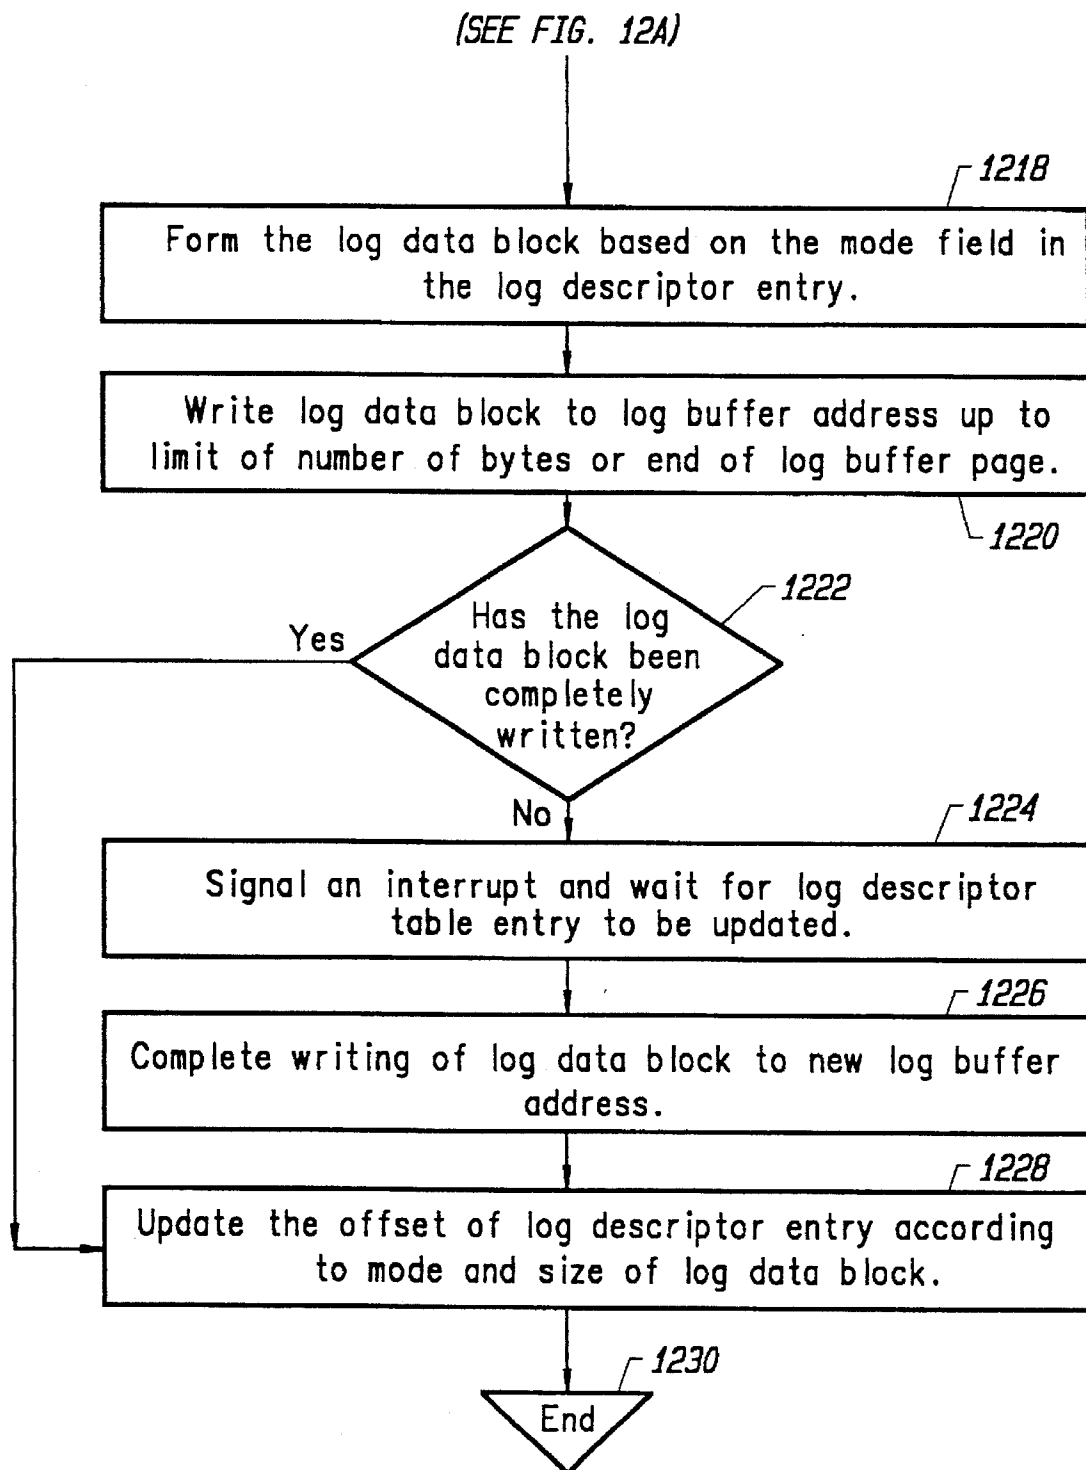 (SEE FIG. 12A)
1218
Form the log data block based on the mode field in
the log descriptor entry.
Write log data block to log buffer address up to
limit of number of bytes or end of log buffer page.
1220
1222
Has the log
data block been
completely
written?
Yes
No
1224
Signal an interrupt and wait for log descriptor
table entry to be updated.
1226
Complete writing of log data block to new log buffer
address.
1228
Update the offset of log descriptor entry according
to mode and size of log data block.
1230
End